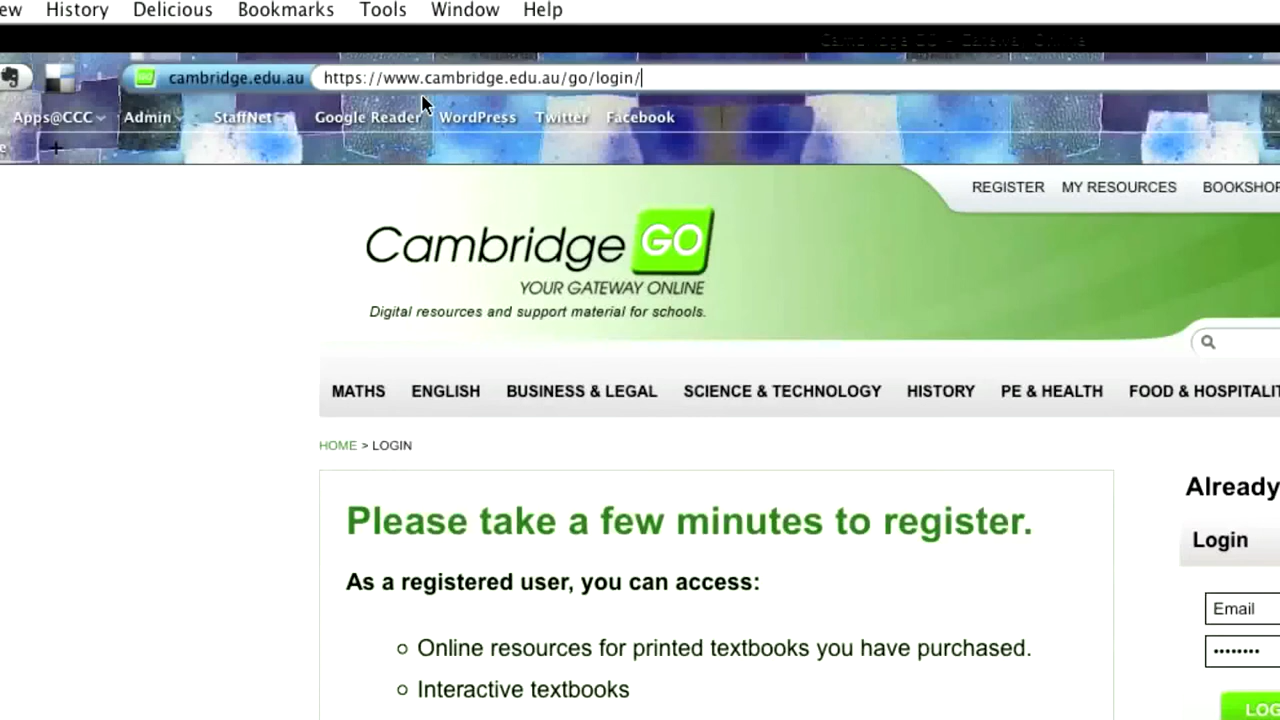 History Delicious Bookmarks Tools Window Help
Cambridge GO - Gateway Online
cambridge.edu.au https://www.cambridge.edu.au/go/login/
Apps@CCC Admin StaffNet Google Reader WordPress Twitter Facebook
REGISTER MY RESOURCES
Cambridge GO
YOUR GATEWAY ONLINE
Digital resources and support material for schools.
MATHS ENGLISH BUSINESS & LEGAL SCIENCE & TECHNOLOGY HISTORY PE & HEALTH FOOD &
HOME > LOGIN
Already
Please take a few minutes to register.
Login
As a registered user, you can access:
Email
Online resources for printed textbooks you have purchased.
Interactive textbooks